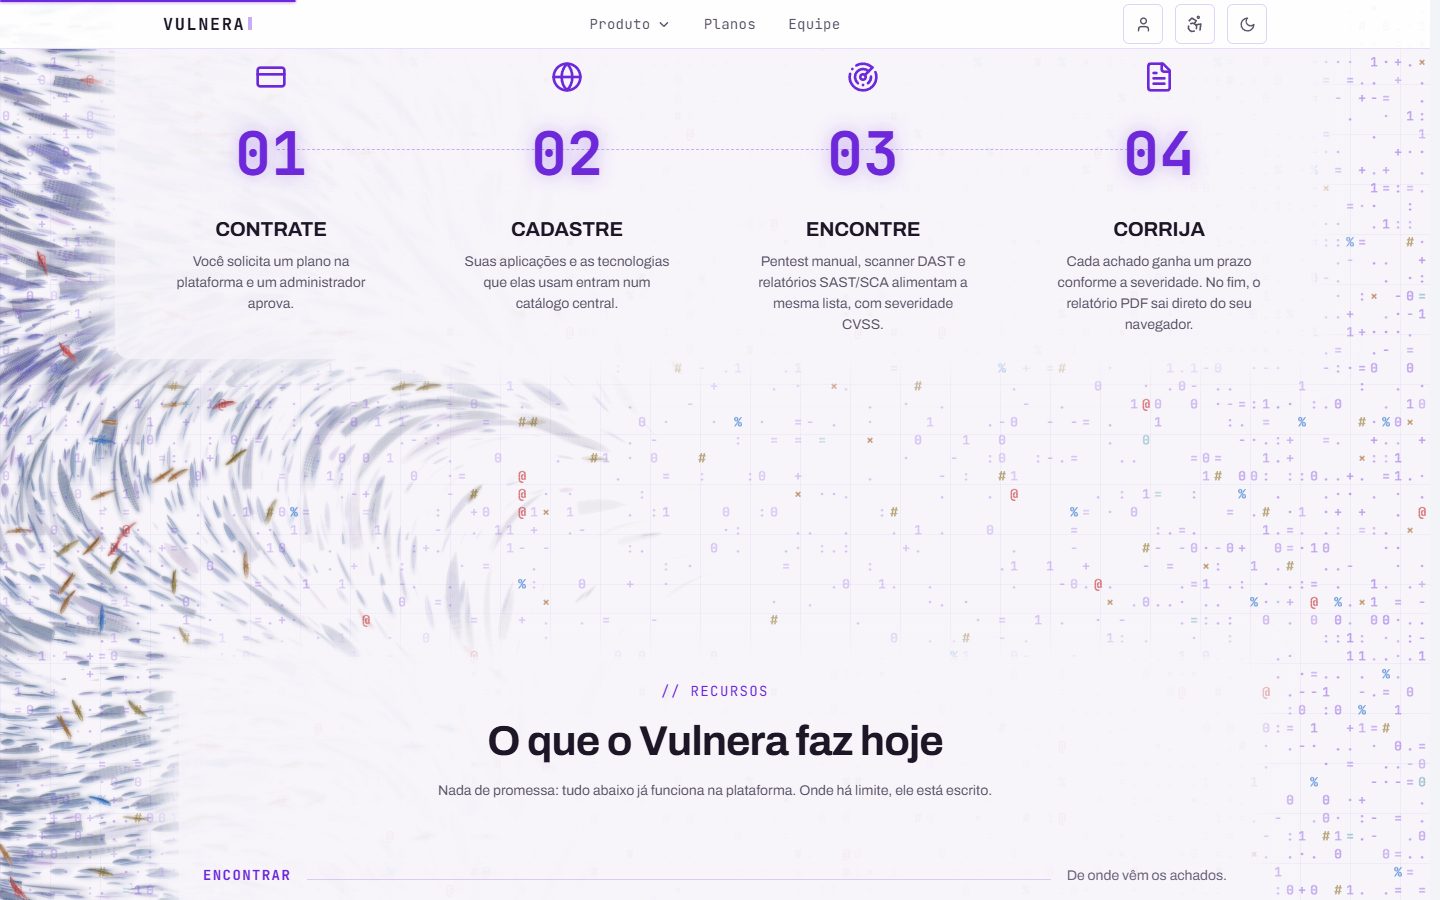 VULNERA
Produto
Planos
Equipe
01
02
03
04
CONTRATE
CADASTRE
ENCONTRE
CORRIJA
Você solicita um plano na
plataforma e um administrador
aprova.
Suas aplicações e as tecnologias
que elas usam entram num
catálogo central.
Pentest manual, scanner DAST e
relatórios SAST/SCA alimentam a
mesma lista, com severidade
CVSS.
Cada achado ganha um prazo
conforme a severidade. No fim, o
relatório PDF sai direto do seu
navegador.
// RECURSOS
O que o Vulnera faz hoje
Nada de promessa: tudo abaixo já funciona na plataforma. Onde há limite, ele está escrito.
ENCONTRAR
De onde vêm os achados.